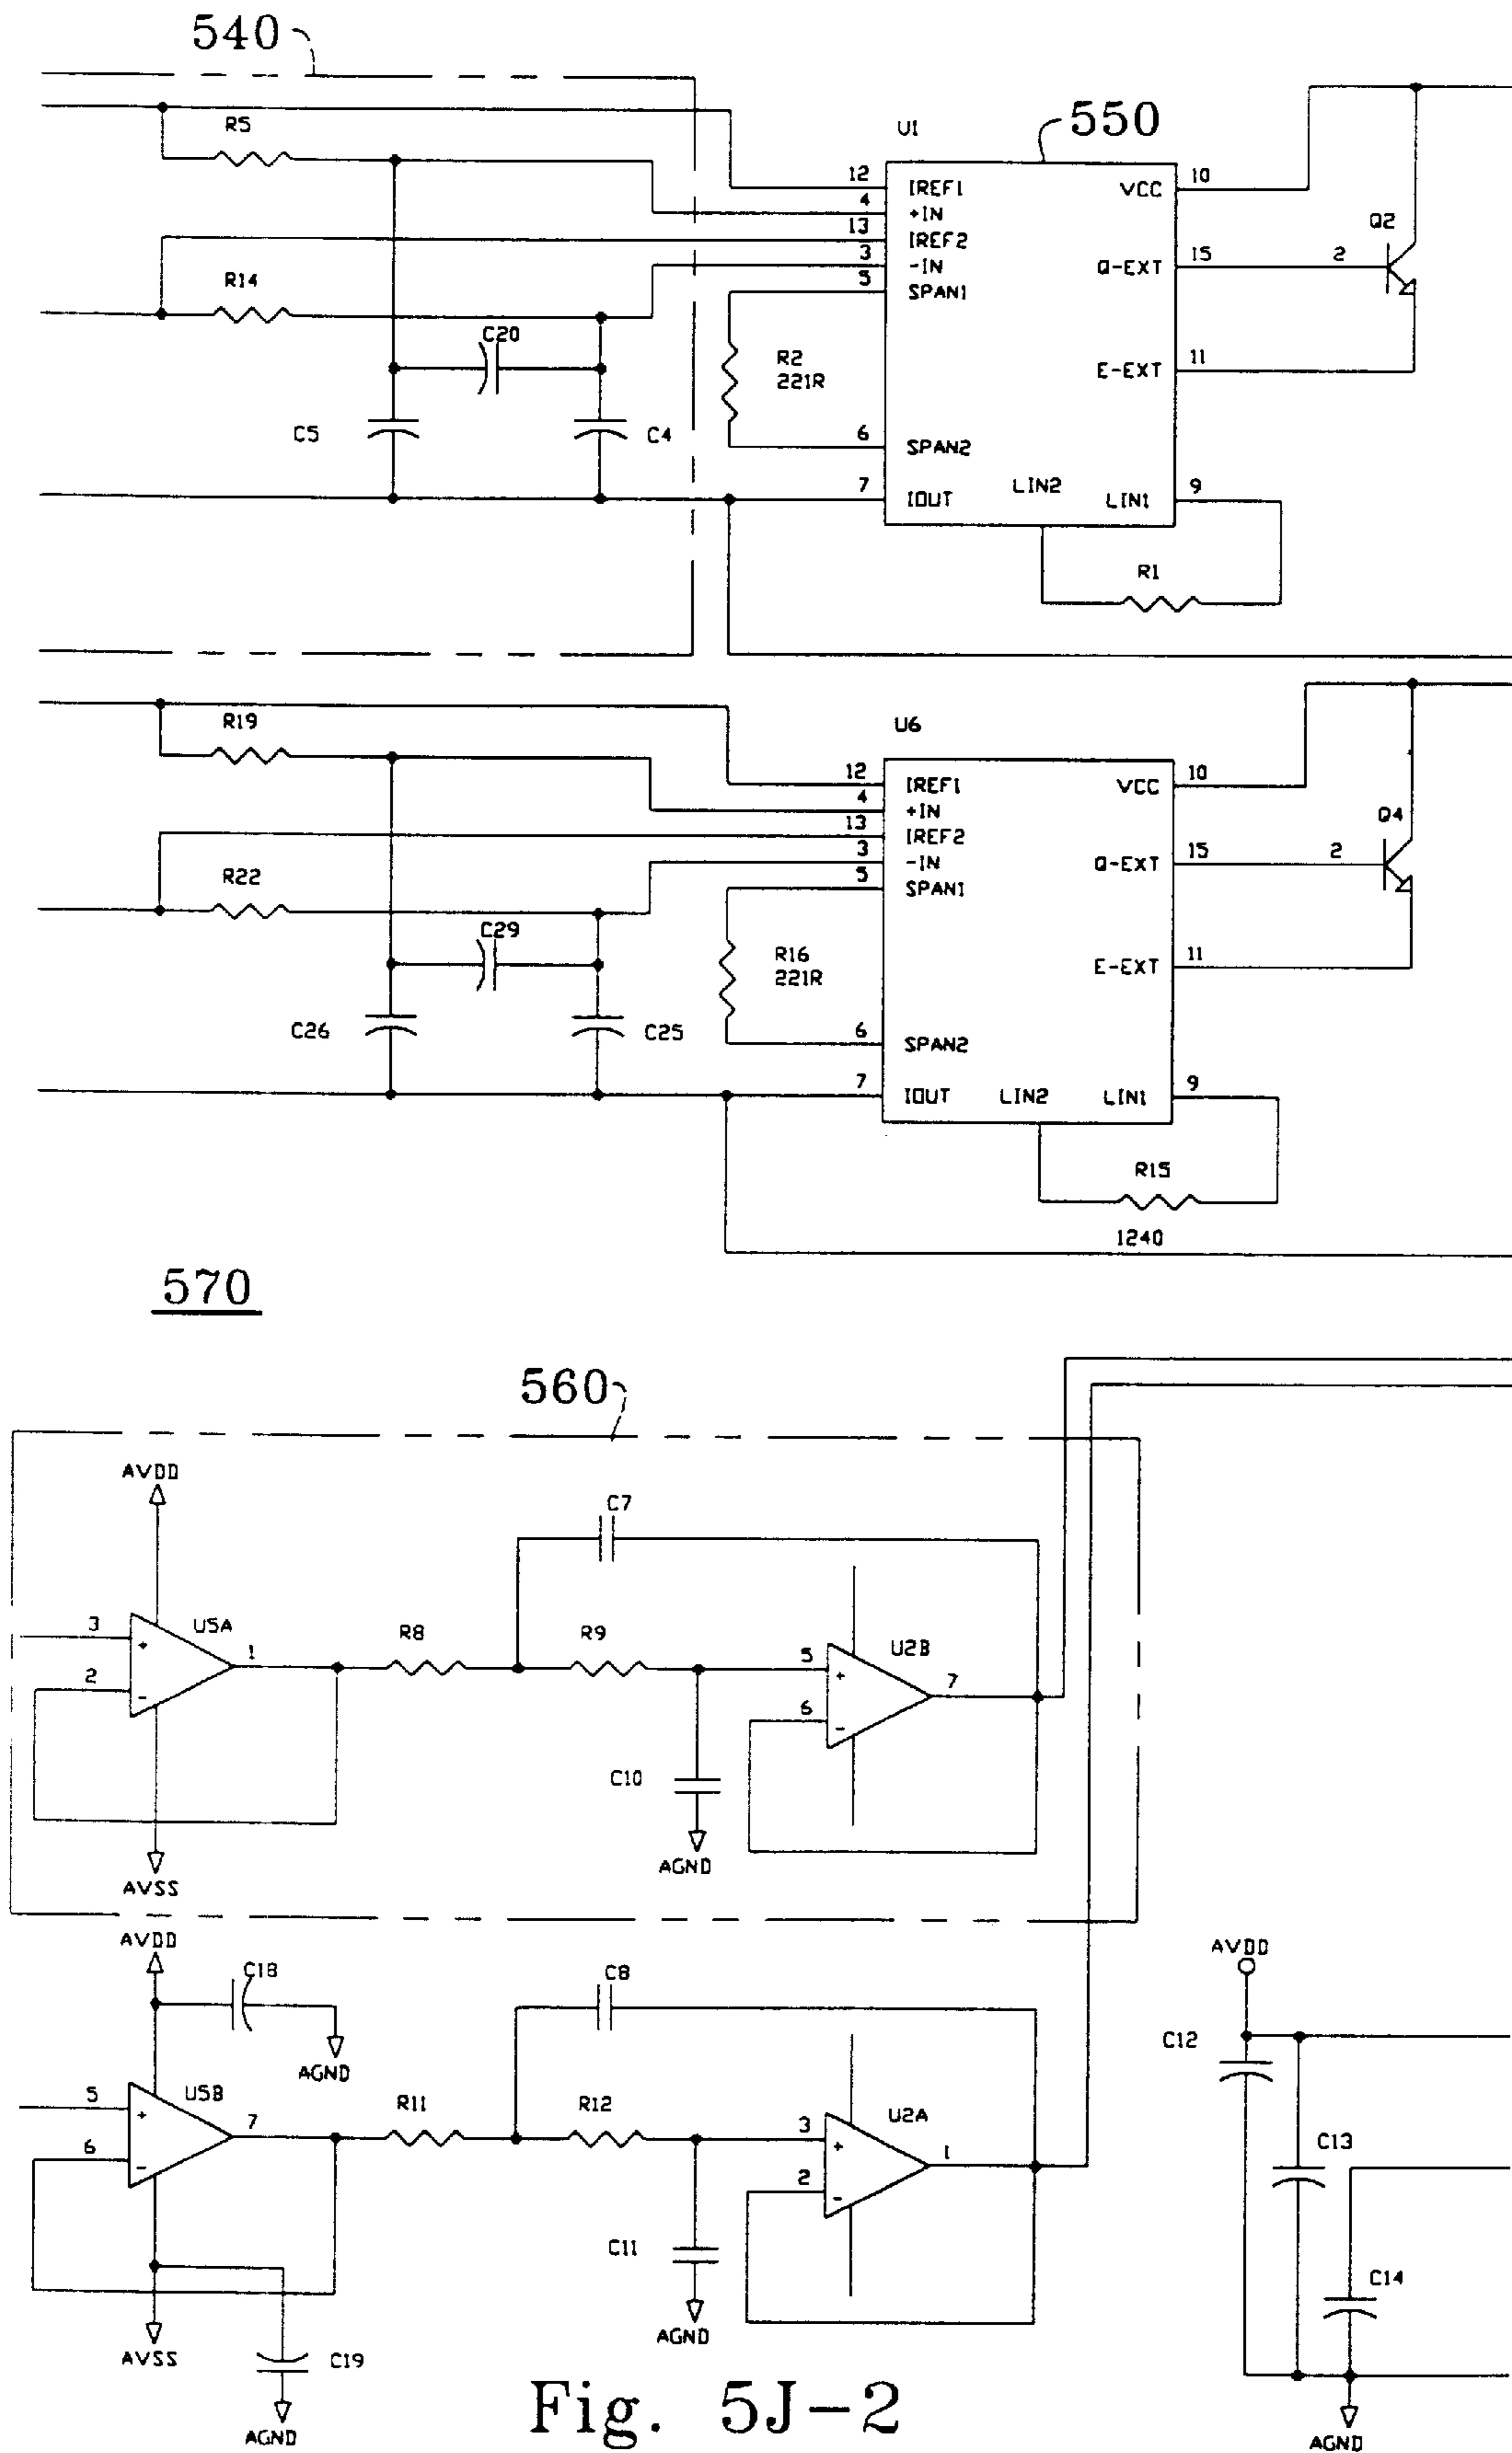 540
R5
U1
550
12
IREF1
VCC
10
4
+IN
13
IREF2
Q2
3
-IN
Q-EXT
15
2
R14
5
SPAN1
C20
R2
221R
E-EXT
11
C5
C4
6
SPAN2
7
IOUT
LIN2
LIN1
9
R1
R19
U6
12
IREF1
VCC
10
4
+IN
13
IREF2
Q4
3
-IN
Q-EXT
15
2
R22
5
SPAN1
C29
R16
221R
E-EXT
11
C26
C25
6
SPAN2
7
IOUT
LIN2
LIN1
9
R15
1240
570
560
AVDD
C7
3
+
U5A
1
R8
R9
5
+
U2B
7
2
-
6
-
C10
AGND
AVSS
AVDD
C18
C8
AVDD
AGND
C12
5
+
U5B
7
R11
R12
3
+
U2A
1
6
-
2
-
C13
C11
C14
AGND
AVSS
C19
AGND
AGND
Fig. 5J-2